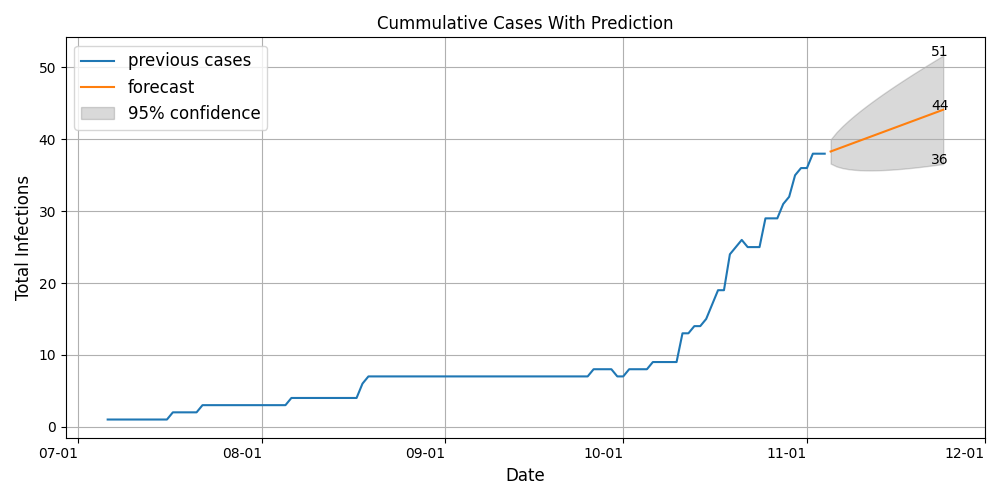 Cummulative Cases With Prediction
previous cases
forecast
95% confidence
51
44
36
Total Infections
50
40
30
20
10
0
07-01
08-01
09-01
10-01
11-01
12-01
Date